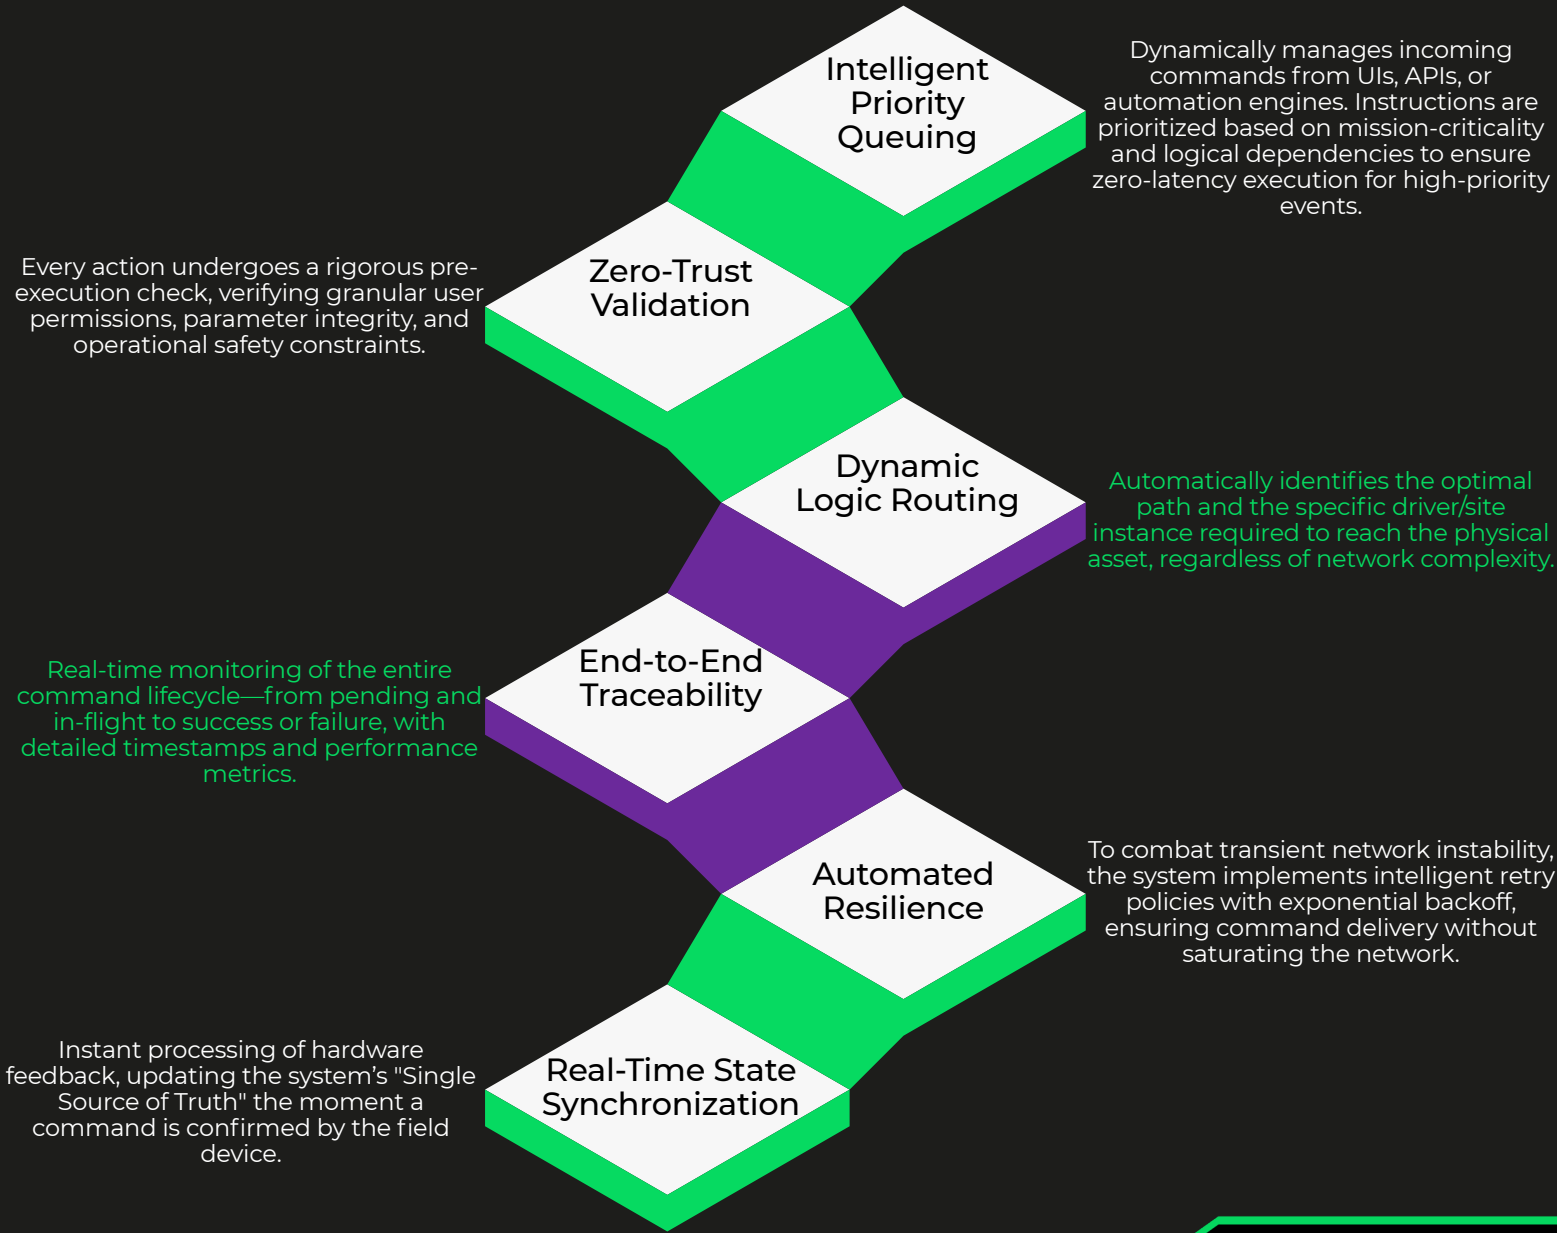 Intelligent
Priority
Queuing
Dynamically manages incoming
commands from UIs, APIs, or
automation engines. Instructions are
prioritized based on mission-criticality
and logical dependencies to ensure
zero-latency execution for high-priority
events.
Zero-Trust
Validation
Every action undergoes a rigorous pre-
execution check, verifying granular user
permissions, parameter integrity, and
operational safety constraints.
Dynamic
Logic Routing
Automatically identifies the optimal
path and the specific driver/site
instance required to reach the physical
asset, regardless of network complexity.
End-to-End
Traceability
Real-time monitoring of the entire
command lifecycle—from pending and
in-flight to success or failure, with
detailed timestamps and performance
metrics.
Automated
Resilience
To combat transient network instability,
the system implements intelligent retry
policies with exponential backoff,
ensuring command delivery without
saturating the network.
Real-Time State
Synchronization
Instant processing of hardware
feedback, updating the system’s "Single
Source of Truth" the moment a
command is confirmed by the field
device.